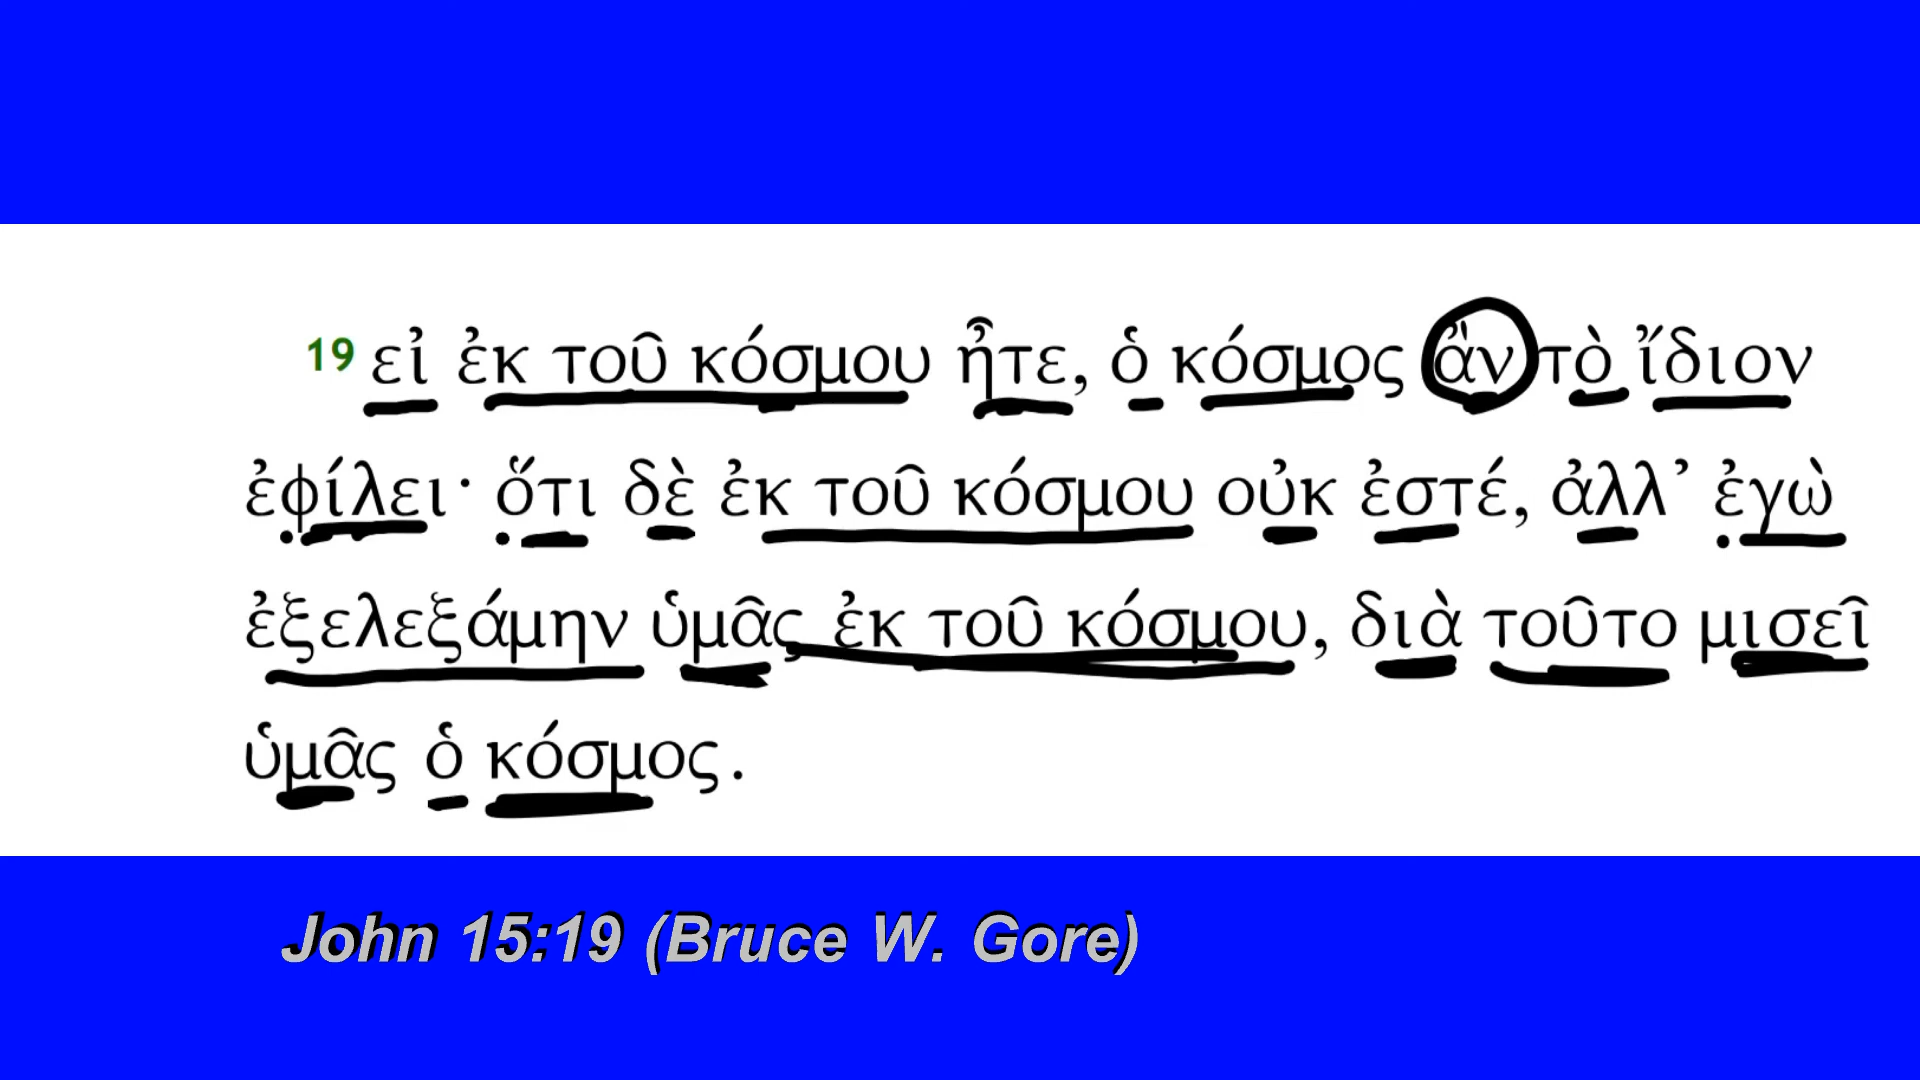 19 εἰ ἐκ τοῦ κόσμου ἦτε, ὁ κόσμος ἂν τὸ ἴδιον
ἐφίλει· ὅτι δὲ ἐκ τοῦ κόσμου οὐκ ἐστέ, ἀλλ’ ἐγὼ
ἐξελεξάμην ὑμᾶς ἐκ τοῦ κόσμου, διὰ τοῦτο μισεῖ
ὑμᾶς ὁ κόσμος.
John 15:19 (Bruce W. Gore)